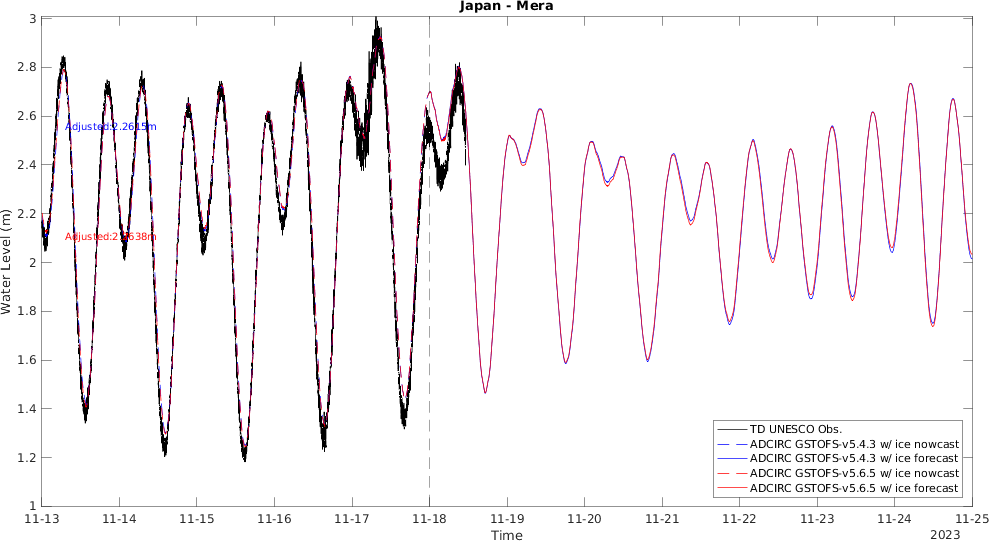 Japan - Mera
Water Level (m)
3
2.8
2.6
2.4
2.2
2
1.8
1.6
1.4
1.2
1
Adjusted:2.2615m
11-13
11-14
11-15
11-16
11-17
11-18
11-19
11-20
11-21
11-22
11-23
11-24
11-25
Time
2023
TD UNESCO Obs.
ADCIRC GSTOFS-v5.4.3 w/ ice nowcast
ADCIRC GSTOFS-v5.4.3 w/ ice forecast
ADCIRC GSTOFS-v5.6.5 w/ ice nowcast
ADCIRC GSTOFS-v5.6.5 w/ ice forecast